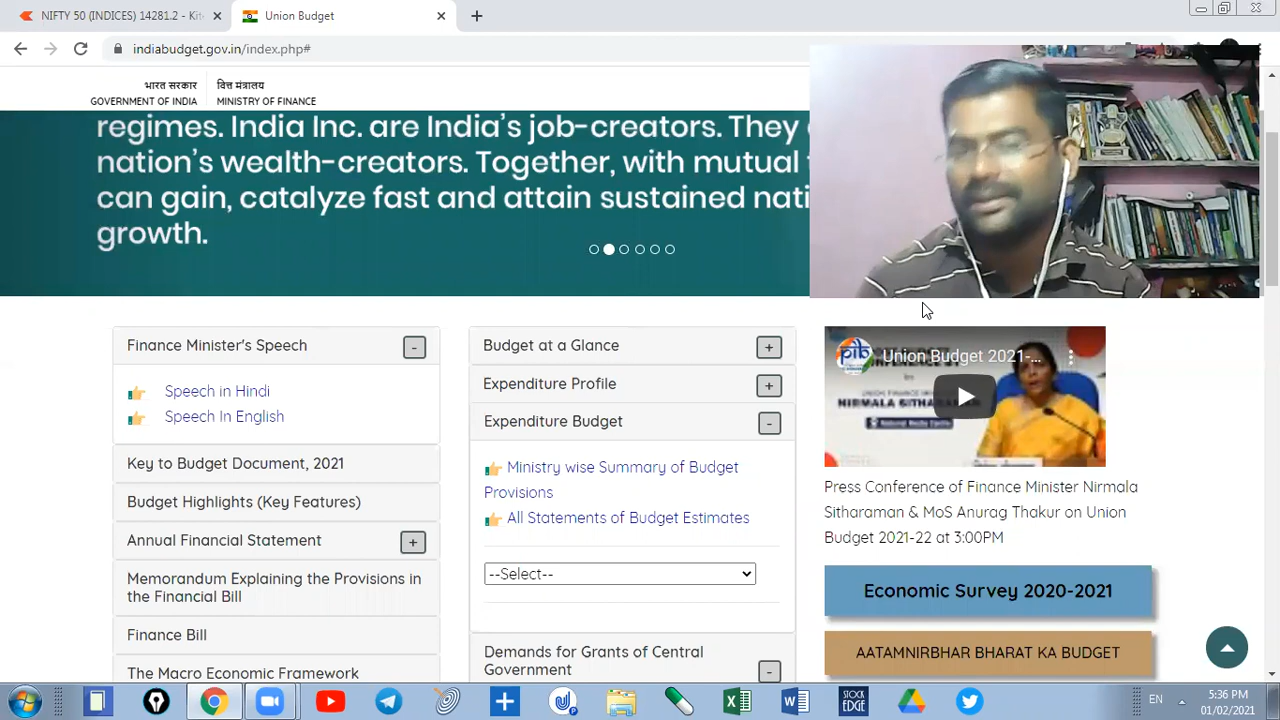 NIFTY 50 (INDICES) 14281.2 - Kit
Union Budget
indiabudget.gov.in/index.php#
भारत सरकार
GOVERNMENT OF INDIA
वित्त मंत्रालय
MINISTRY OF FINANCE
regimes. India Inc. are India's job-creators. They
nation's wealth-creators. Together, with mutual
can gain, catalyze fast and attain sustained nati
growth.
Finance Minister's Speech
Speech in Hindi
Speech In English
Key to Budget Document, 2021
Budget Highlights (Key Features)
Annual Financial Statement
Memorandum Explaining the Provisions in
the Financial Bill
Finance Bill
The Macro Economic Framework
Budget at a Glance
Expenditure Profile
Expenditure Budget
Ministry wise Summary of Budget
Provisions
All Statements of Budget Estimates
--Select--
Demands for Grants of Central
Government
pib
Union Budget 2021-...
NIRMALA SITHARAMAN
National Media Centre
Press Conference of Finance Minister Nirmala
Sitharaman & MoS Anurag Thakur on Union
Budget 2021-22 at 3:00PM
Economic Survey 2020-2021
AATAMNIRBHAR BHARAT KA BUDGET
STOCK
EDGE
EN
5:36 PM
01/02/2021